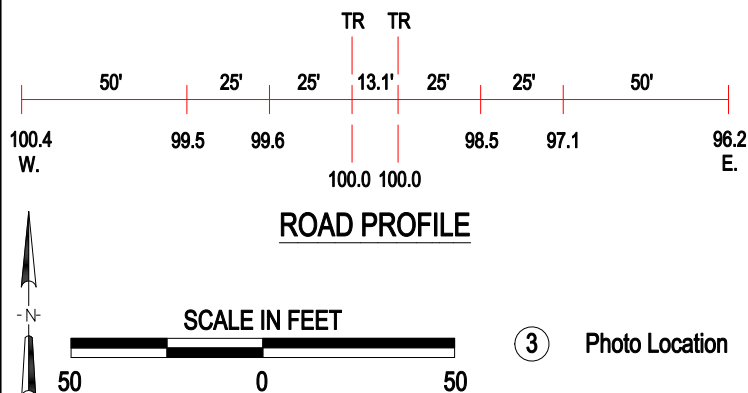 TR TR
50' 25' 25' 13.1' 25' 25' 50'
100.4 99.5 99.6 98.5 97.1 96.2
W. E.
100.0 100.0
ROAD PROFILE
-N-
SCALE IN FEET
50 0 50
3 Photo Location